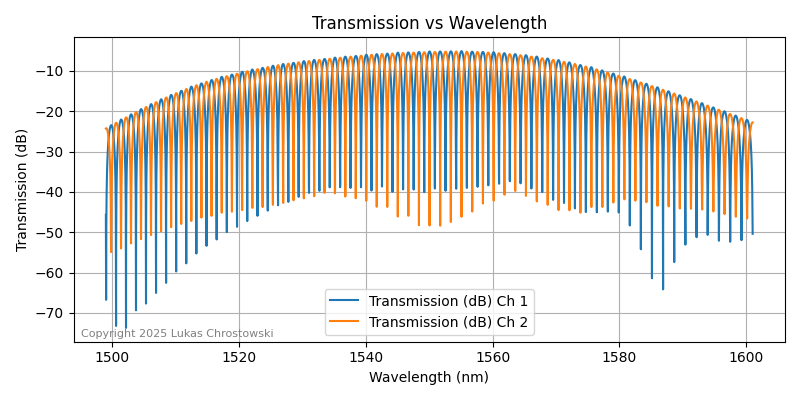 Transmission vs Wavelength
Transmission (dB)
−10
−20
−30
−40
−50
−60
−70
Transmission (dB) Ch 1
Transmission (dB) Ch 2
Copyright 2025 Lukas Chrostowski
1500 1520 1540 1560 1580 1600
Wavelength (nm)